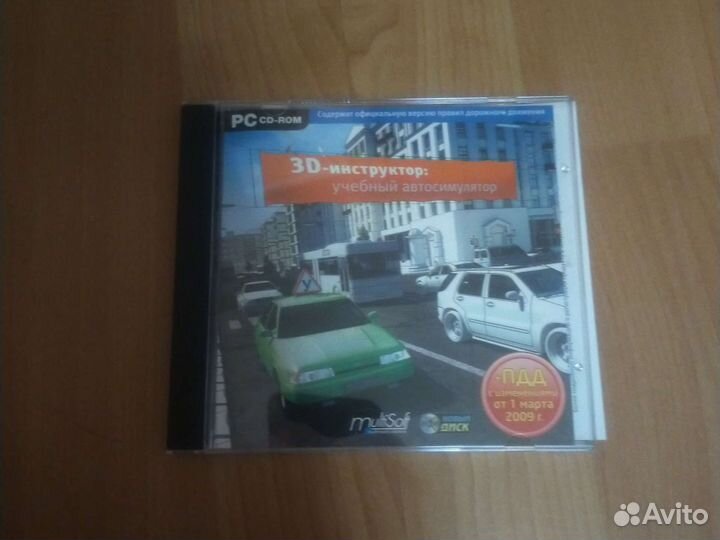 Содержит официальную версию правил дорожного движения
PC CD-ROM
3D-инструктор:
учебный автосимулятор
У
+ПДД
с изменениями
от 1 марта
2009 г.
MultiSoft
НОВЫЙ
ДИСК
Avito